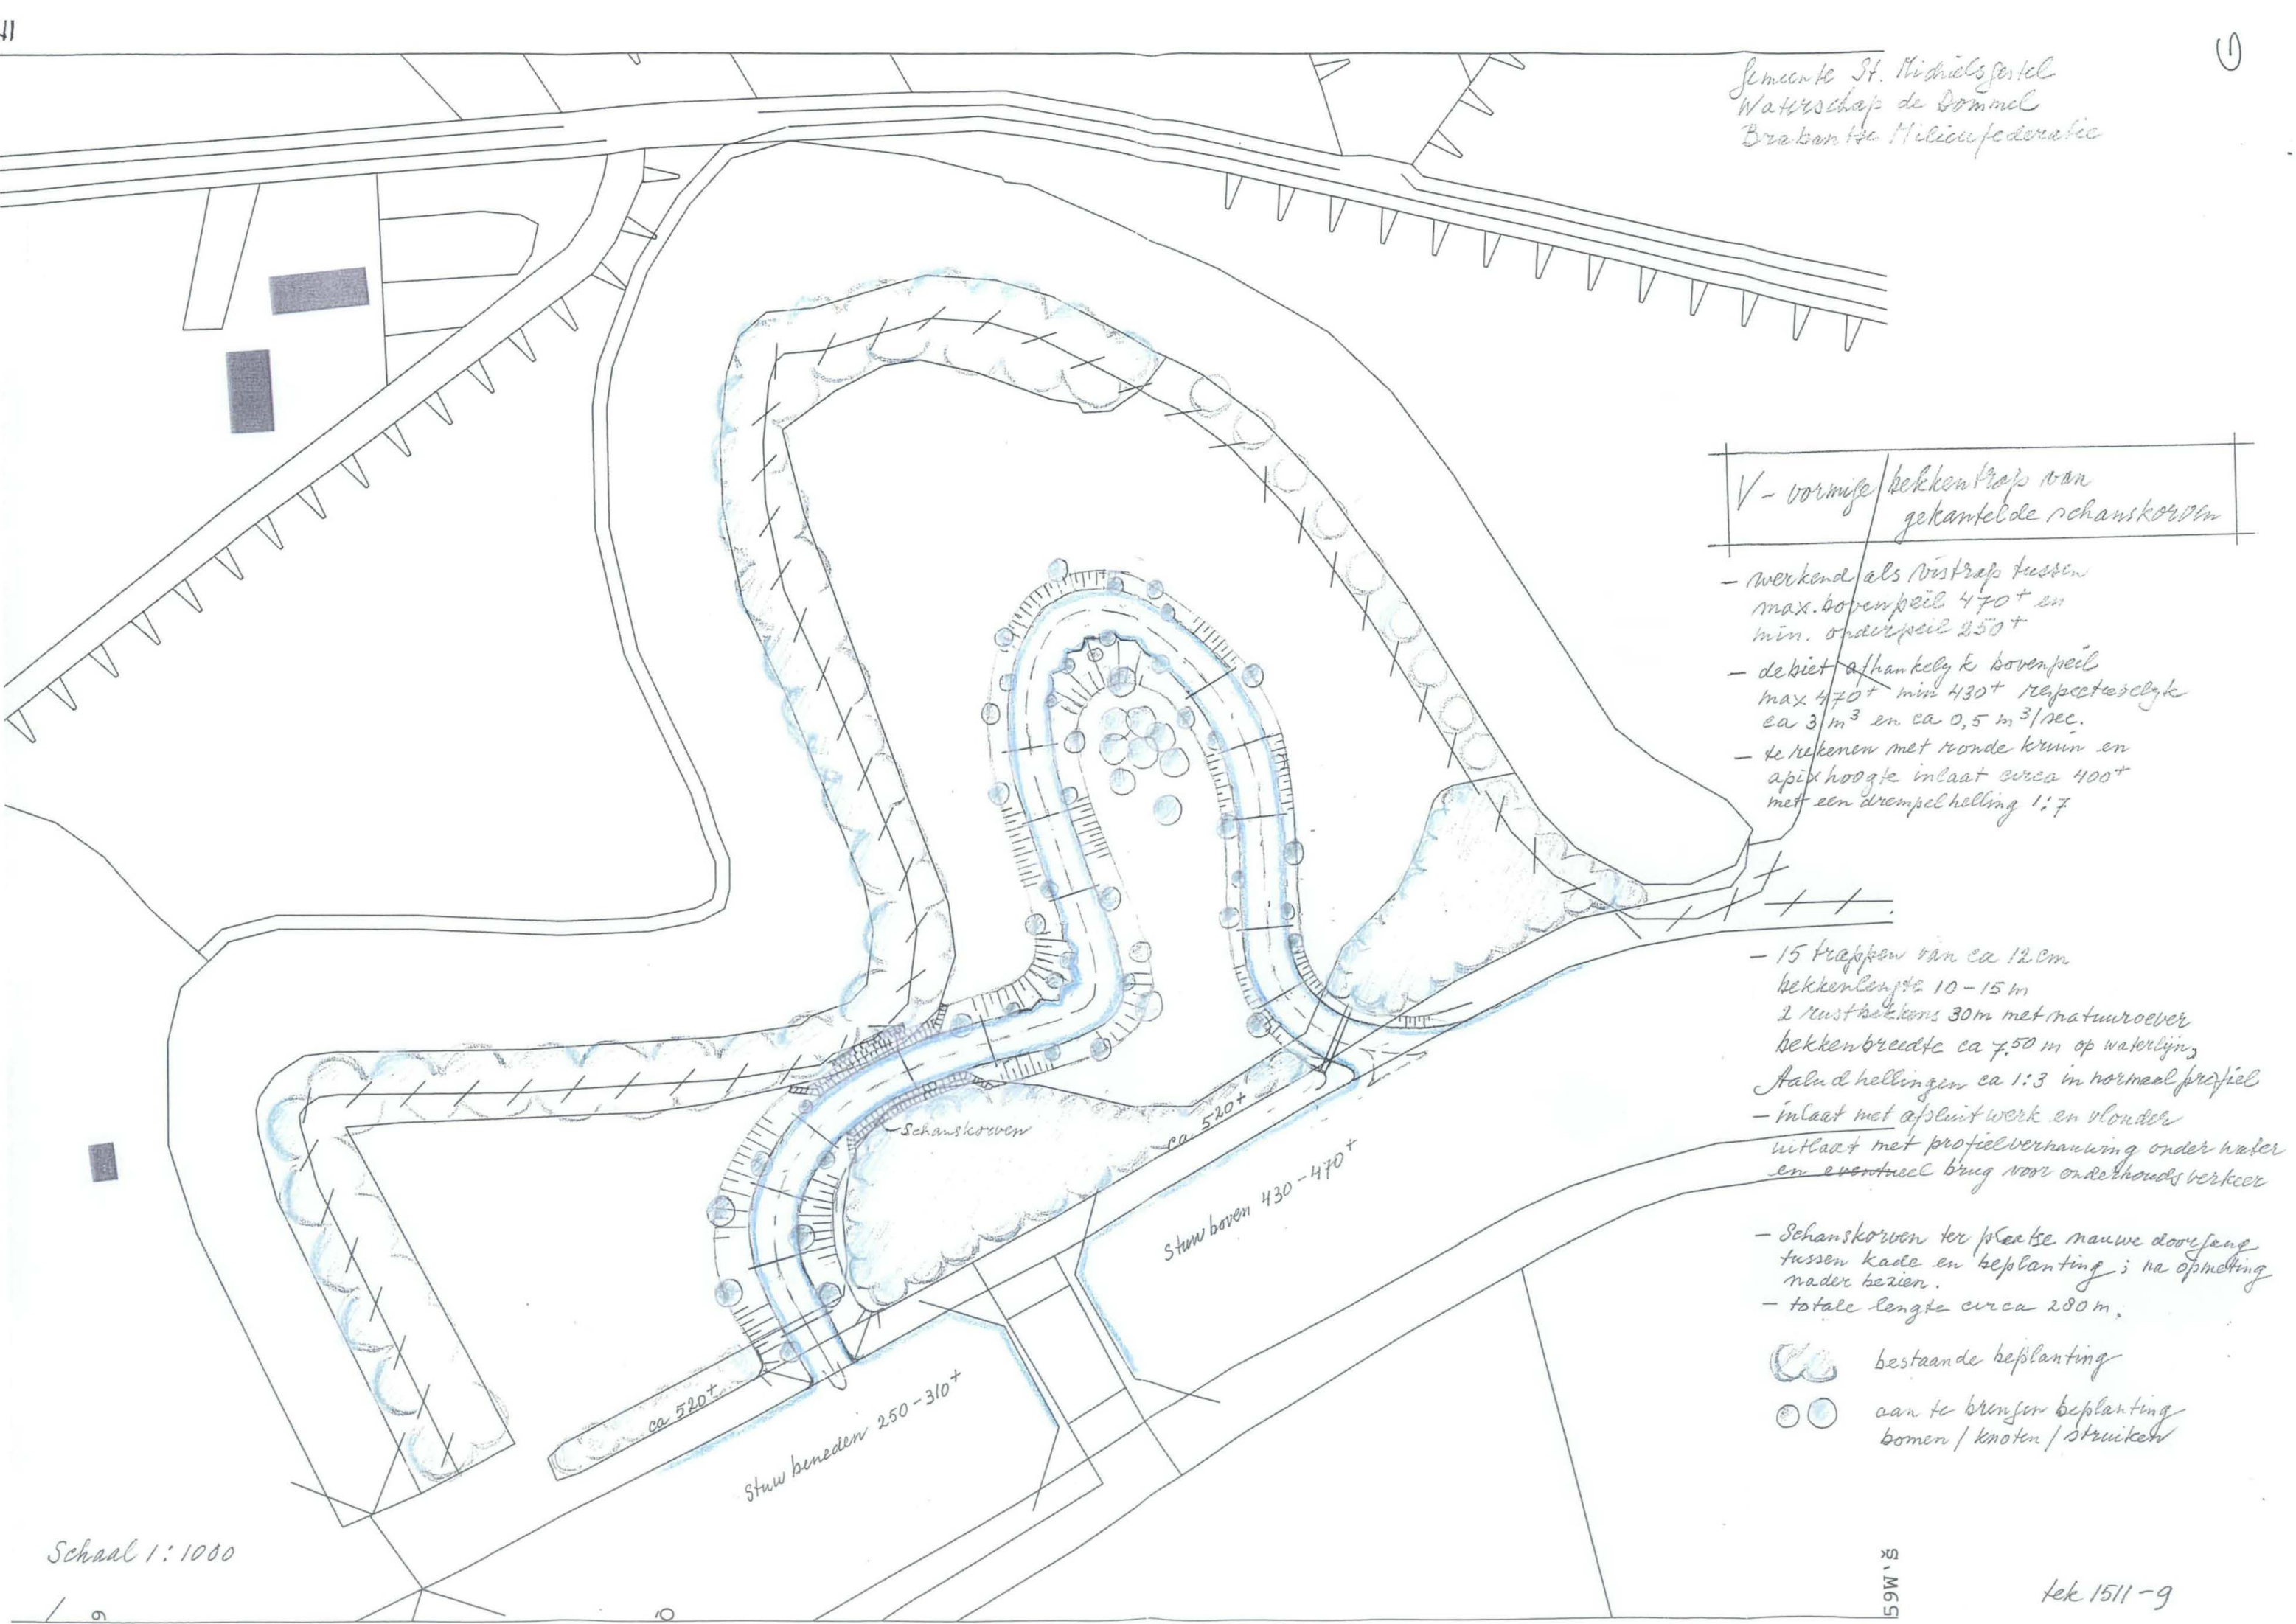 Gemeente St. Michielsgestel
Waterschap de Dommel
Brabantse Milieufederatie
V-vormige bekkentrap van
gekantelde schanskorven
- werkend als vistrap tussen
max. bovenpeil 470+ en
min. onderpeil 250+
- debiet afhankelyk bovenpeil
max 470+ min 430+ respectievelyk
ca 3 m³ en ca 0,5 m³/sec.
- te rekenen met ronde kruin en
apixhoogte inlaat circa 400+
met een drempelhelling 1:7
- 15 trappen van ca 12 cm
bekkenlengte 10-15 m
2 rustbekkens 30m met natuuroever
bekkenbreedte ca 7,50 m op waterlijn,
taludhellingen ca 1:3 in normaal profiel
- inlaat met afsluitwerk en vlonder
uitlaat met profielvernauwing onder water
en eventueel brug voor onderhoudsverkeer
- Schanskorven ter plaatse nauwe doorgang
tussen kade en beplanting; na opmeting
nader bezien.
- totale lengte circa 280 m.
bestaande beplanting
aan te brengen beplanting
bomen / knoten / struiken
Schanskorven
ca 520+
Stuw boven 430-470+
ca 520+
Stuw beneden 250-310+
Schaal 1:1000
59W'S
tek 1511-9